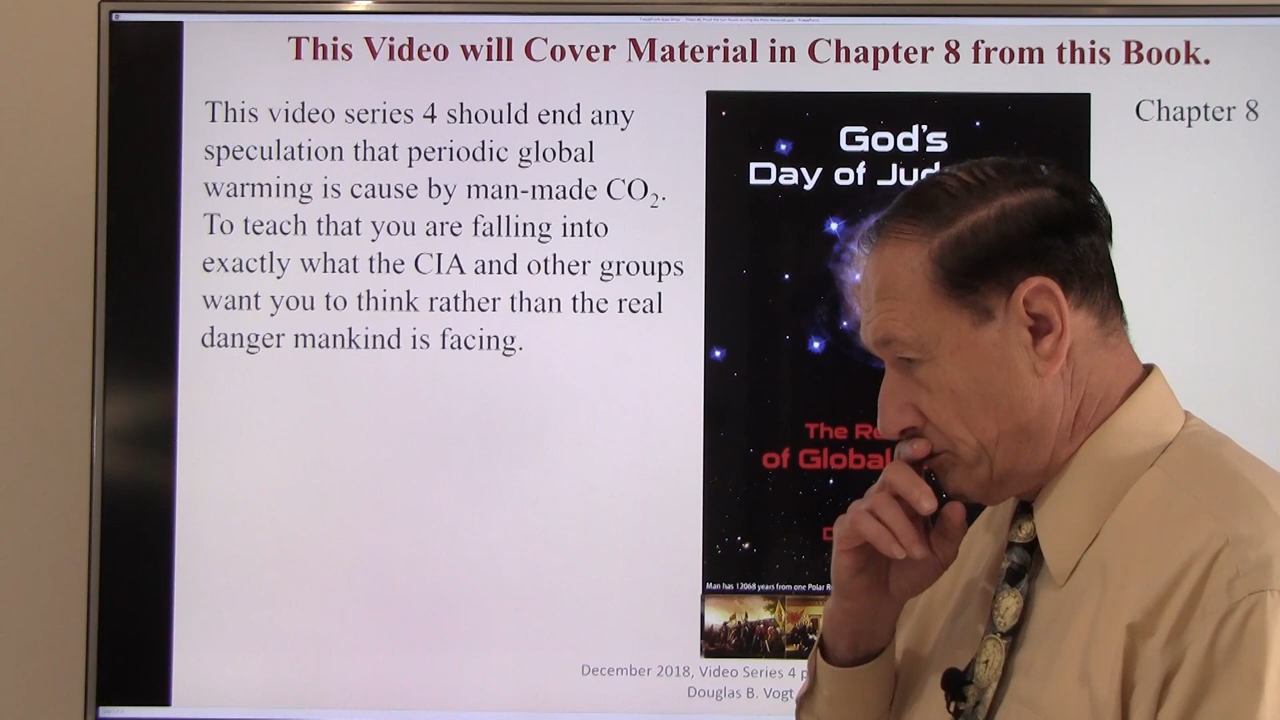 This Video will Cover Material in Chapter 8 from this Book.
This video series 4 should end any
speculation that periodic global
warming is cause by man-made CO₂.
To teach that you are falling into
exactly what the CIA and other groups
want you to think rather than the real
danger mankind is facing.
Chapter 8
God's
Day of
The
of Global
Man has 12068 years from one Polar
December 2018, Video Series 4
Douglas B. Vogt